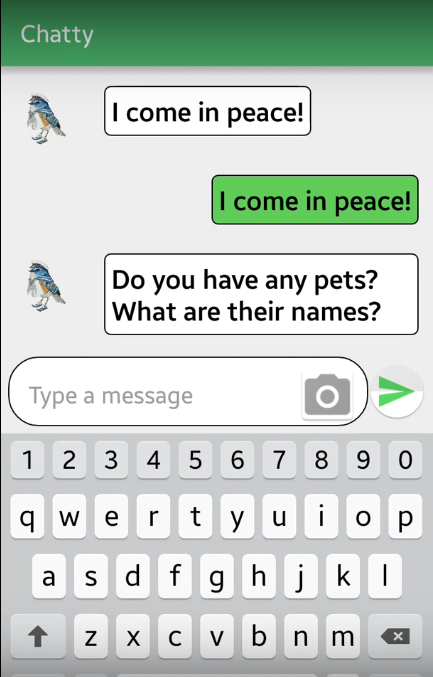 Chatty
I come in peace!
I come in peace!
Do you have any pets?
What are their names?
Type a message
1 2 3 4 5 6 7 8 9 0
q w e r t y u i o p
a s d f g h j k l
z x c v b n m